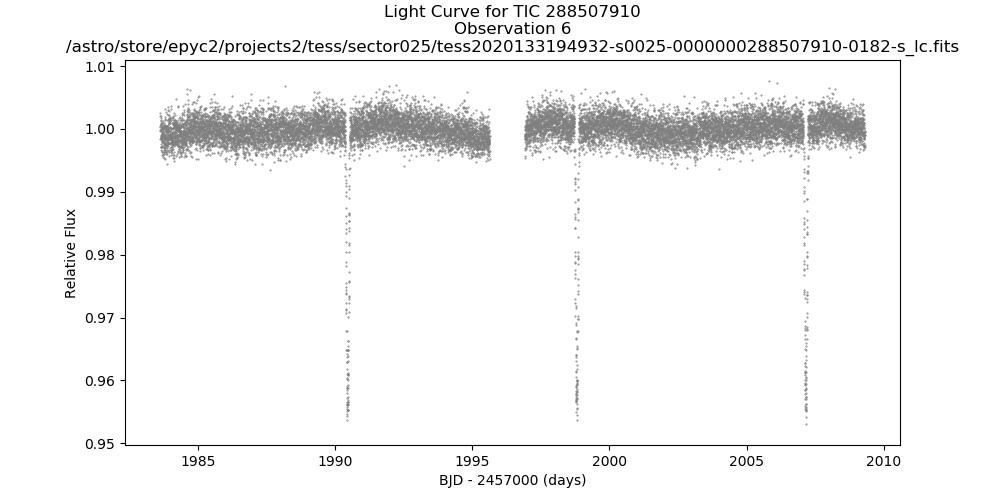 Light Curve for TIC 288507910
Observation 6
/astro/store/epyc2/projects2/tess/sector025/tess2020133194932-s0025-0000000288507910-0182-s_lc.fits
1.01
1.00
0.99
0.98
0.97
0.96
0.95
Relative Flux
1985
1990
1995
2000
2005
2010
BJD - 2457000 (days)